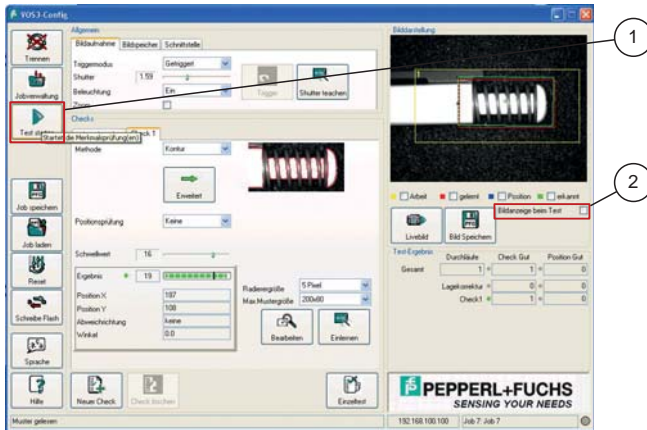 VOS3-Config
Trennen
Jobverwaltung
Test starten
Startet die Merkmalsprüfung(en)
Job speichern
Job laden
Reset
Schreibe Flash
Sprache
Hilfe
Allgemein
Bildaufnahme Bildspeicher Schnittstelle
Triggermodus Getriggert
Shutter 1.59
Beleuchtung Ein
Zoom
Trigger
Shutter teachen
Checks
Check 1
Methode Kontur
Erweitert
Positionsprüfung Keine
Schwellwert 16
Ergebnis 19
Position X 197
Position Y 108
Abweichrichtung keine
Winkel 0.0
Radierergröße 5 Pixel
Max.Mustergröße 200x80
Bearbeiten
Einlernen
Neuer Check
Check löschen
Einzeltest
Bilddarstellung
1
Arbeit gelernt Position erkannt
Bildanzeige beim Test
Livebild
Bild Speichern
Test-Ergebnis
Durchläufe Check Gut Position Gut
Gesamt 1 = 1 = 0
Lagekorrektur = 0 = 0
Check1 = 1 = 0
PEPPERL+FUCHS
SENSING YOUR NEEDS
Muster gelesen
192.168.100.100
Job 7: Job 7
1
2